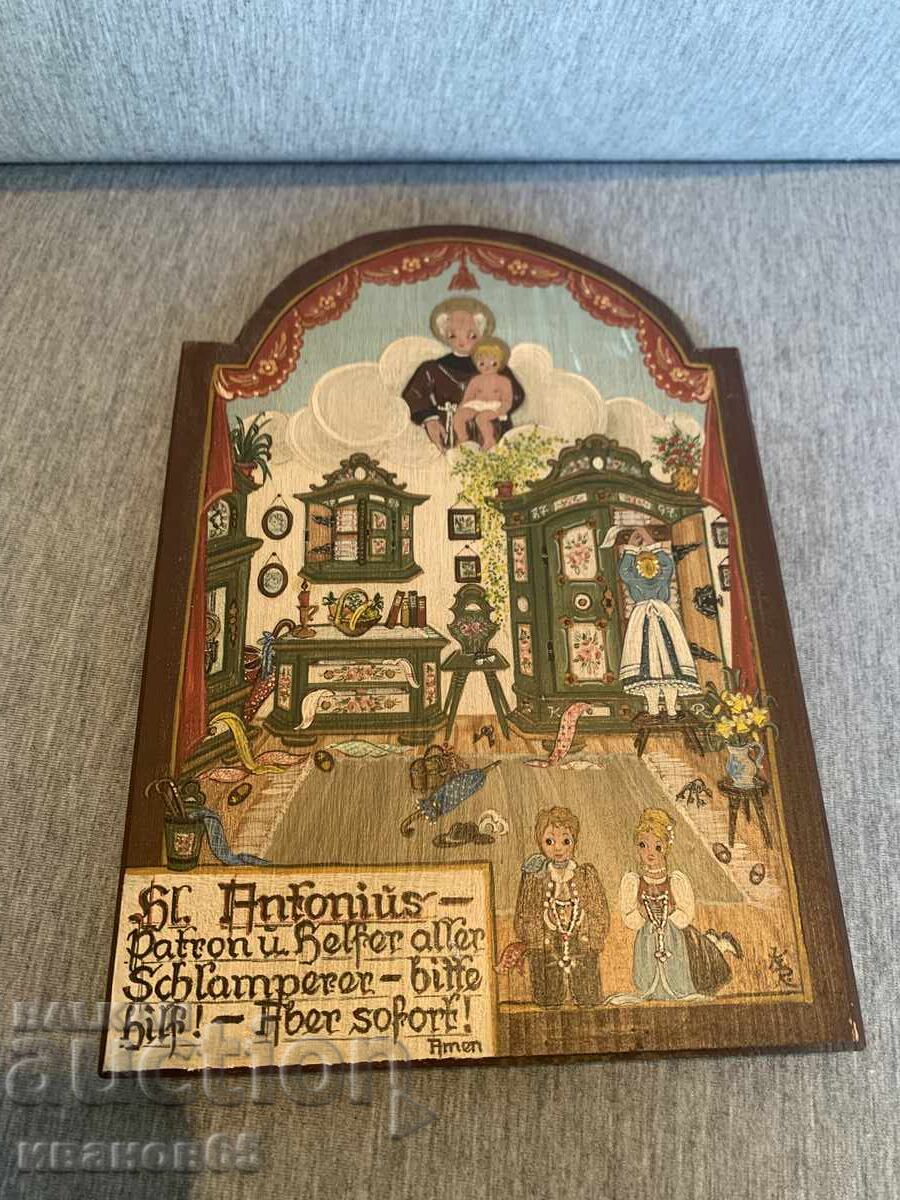 Hl. Antonius –
Patron u. Helfer aller
Schlamperer – bitte
hilf! – Aber sofort!
Amen
auction
иванов65